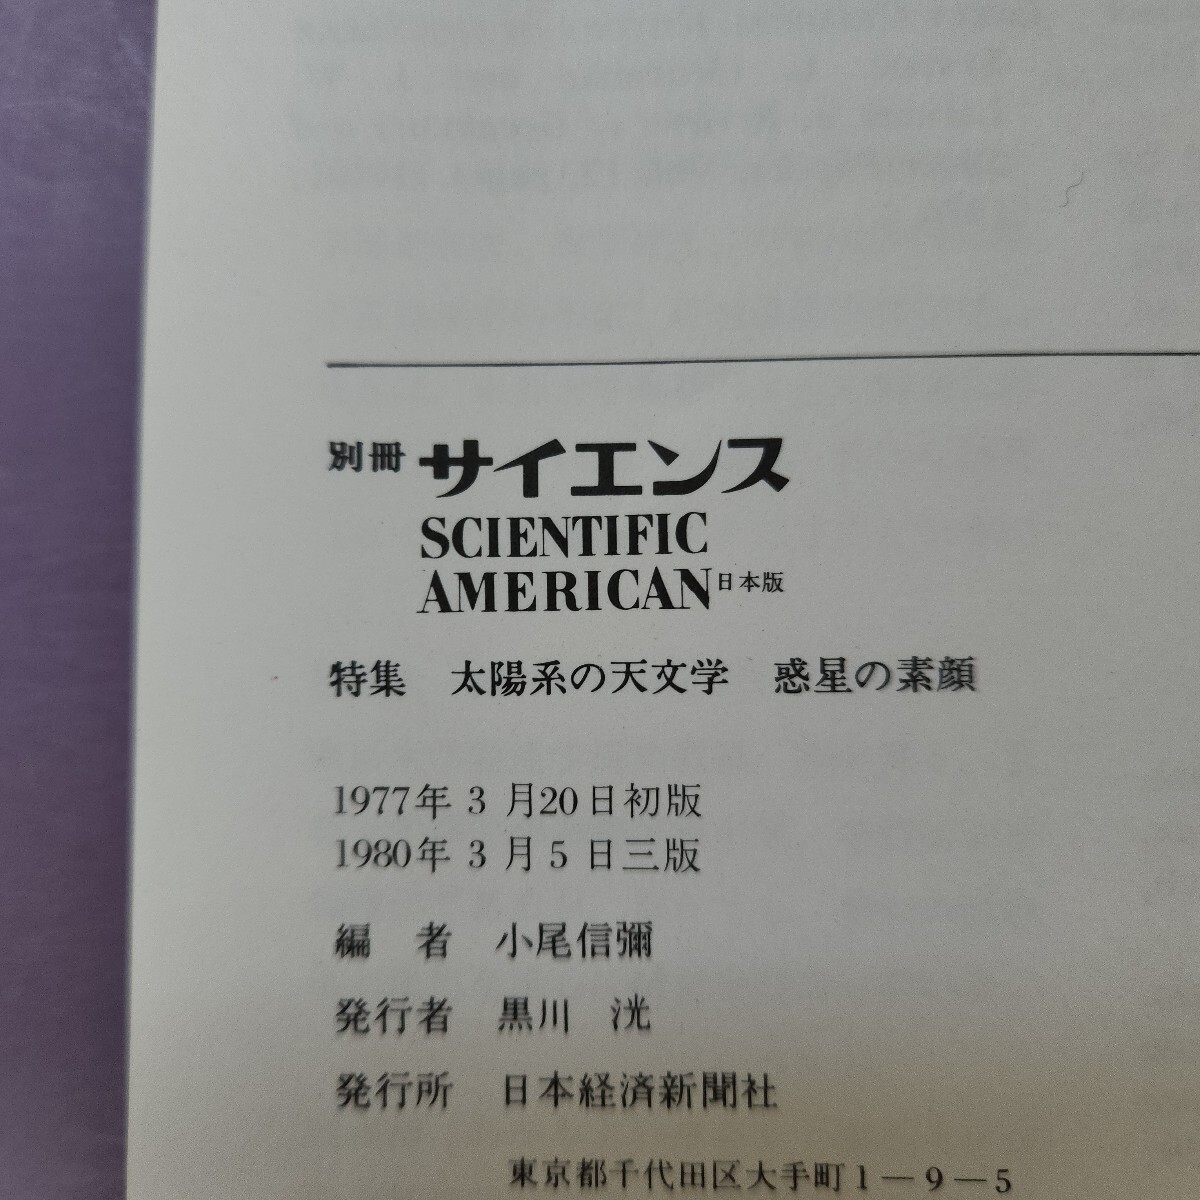 別冊 サイエンス
SCIENTIFIC
AMERICAN 日本版
特集 太陽系の天文学 惑星の素顔
1977年3月20日初版
1980年3月5日三版
編者 小尾信彌
発行者 黒川 洸
発行所 日本経済新聞社
東京都千代田区大手町1-9-5